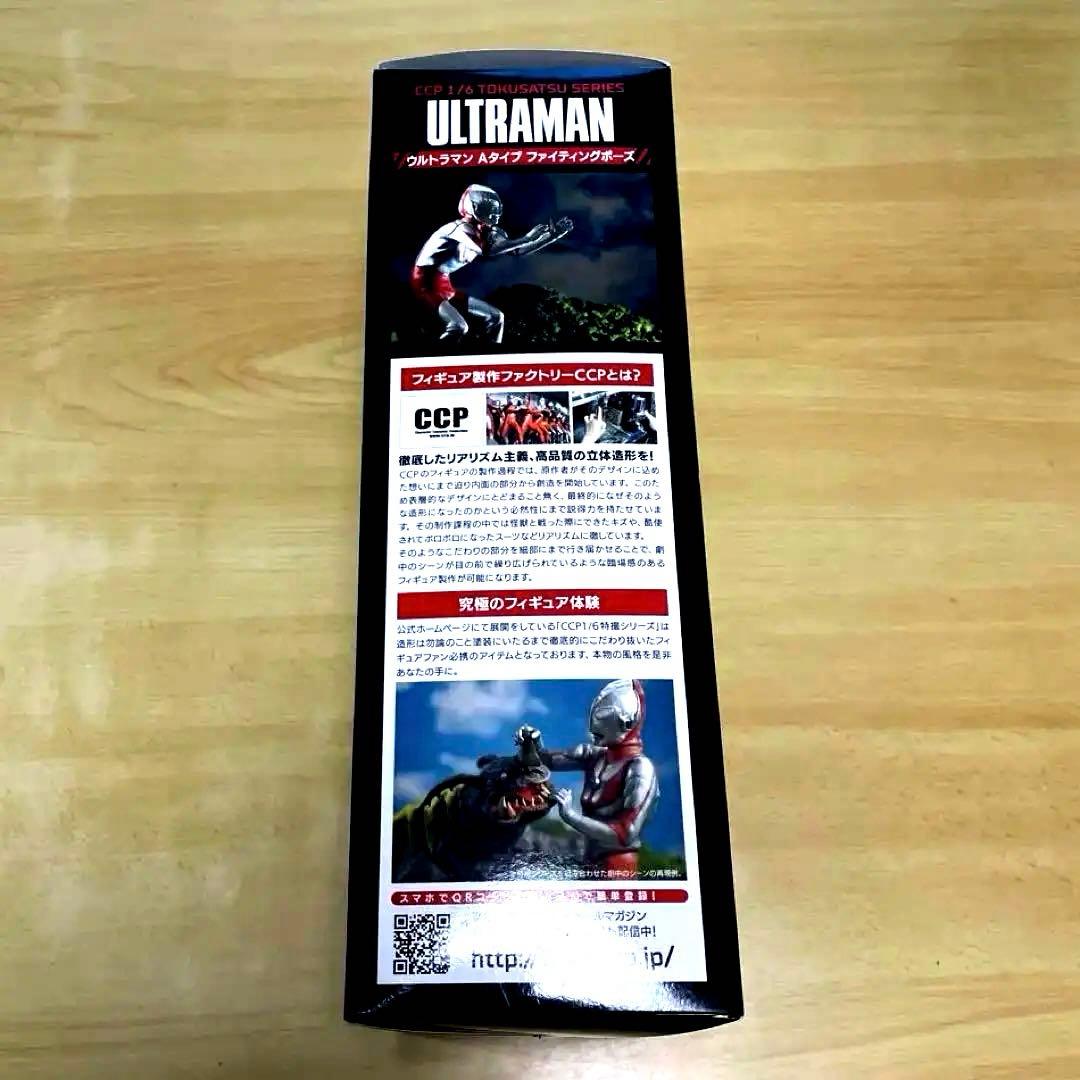 CCP 1/6 TOKUSATSU SERIES
ULTRAMAN
ウルトラマン Aタイプ ファイティングポーズ
フィギュア製作ファクトリーCCPとは?
CCP
徹底したリアリズム主義、高品質の立体造形を!
CCPのフィギュアの製作過程では、原作者がそのデザインに込め
た想いにまで迫り内面の部分から創造を開始しています。このた
め表層的なデザインにとどまること無く、最終的になぜそのよう
な造形になったのかという必然性にまで説得力を持たせていま
す。その制作課程の中では怪獣と戦った際にできたキズや、酷使
されてボロボロになったスーツなどリアリズムに徹しています。
そのようなこだわりの部分を細部にまで行き届かせることで、劇
中のシーンが目の前で繰り広げられているような臨場感のある
フィギュア製作が可能になります。
究極のフィギュア体験
公式ホームページにて展開をしている「CCP1/6特撮シリーズ」は
造形は勿論のこと塗装にいたるまで徹底的にこだわり抜いたフィ
ギュアファン必携のアイテムとなっております、本物の風格を是非
あなたの手に。
合わせた劇中のシーンの再現例。
スマホでQR 簡単登録!
ルマガジン
配信中!
http:/ .jp/